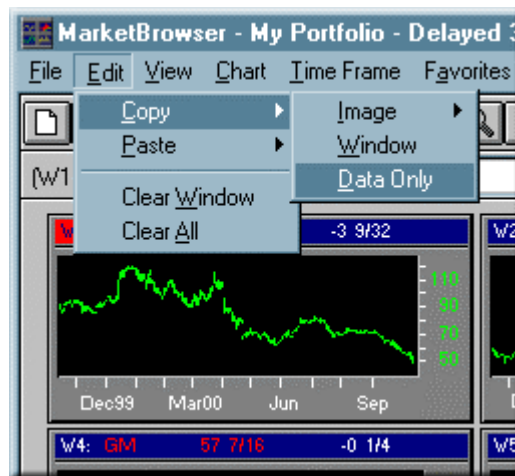 MarketBrowser - My Portfolio - Delayed
File Edit View Chart Time Frame Favorites
Copy Image
Paste Window
(W1 Data Only
Clear Window
Clear All
-3 9/32 W2
110
90
70
50
Dec99 Mar00 Jun Sep
W4: GM 57 7/16 -0 1/4 W5